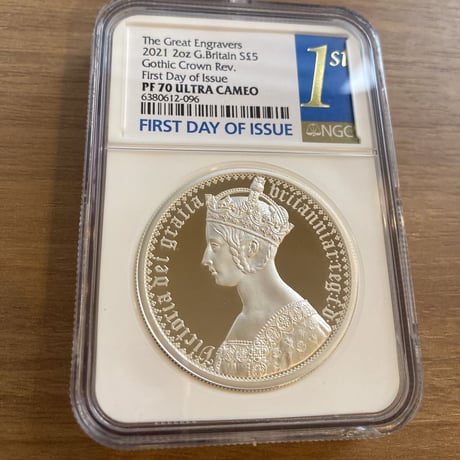 The Great Engravers
2021 2oz G.Britain S£5
Gothic Crown Rev.
First Day of Issue
PF 70 ULTRA CAMEO
6380612-096
FIRST DAY OF ISSUE
1st
NGC
Victoria dei gratia britanniar reg: f: d: